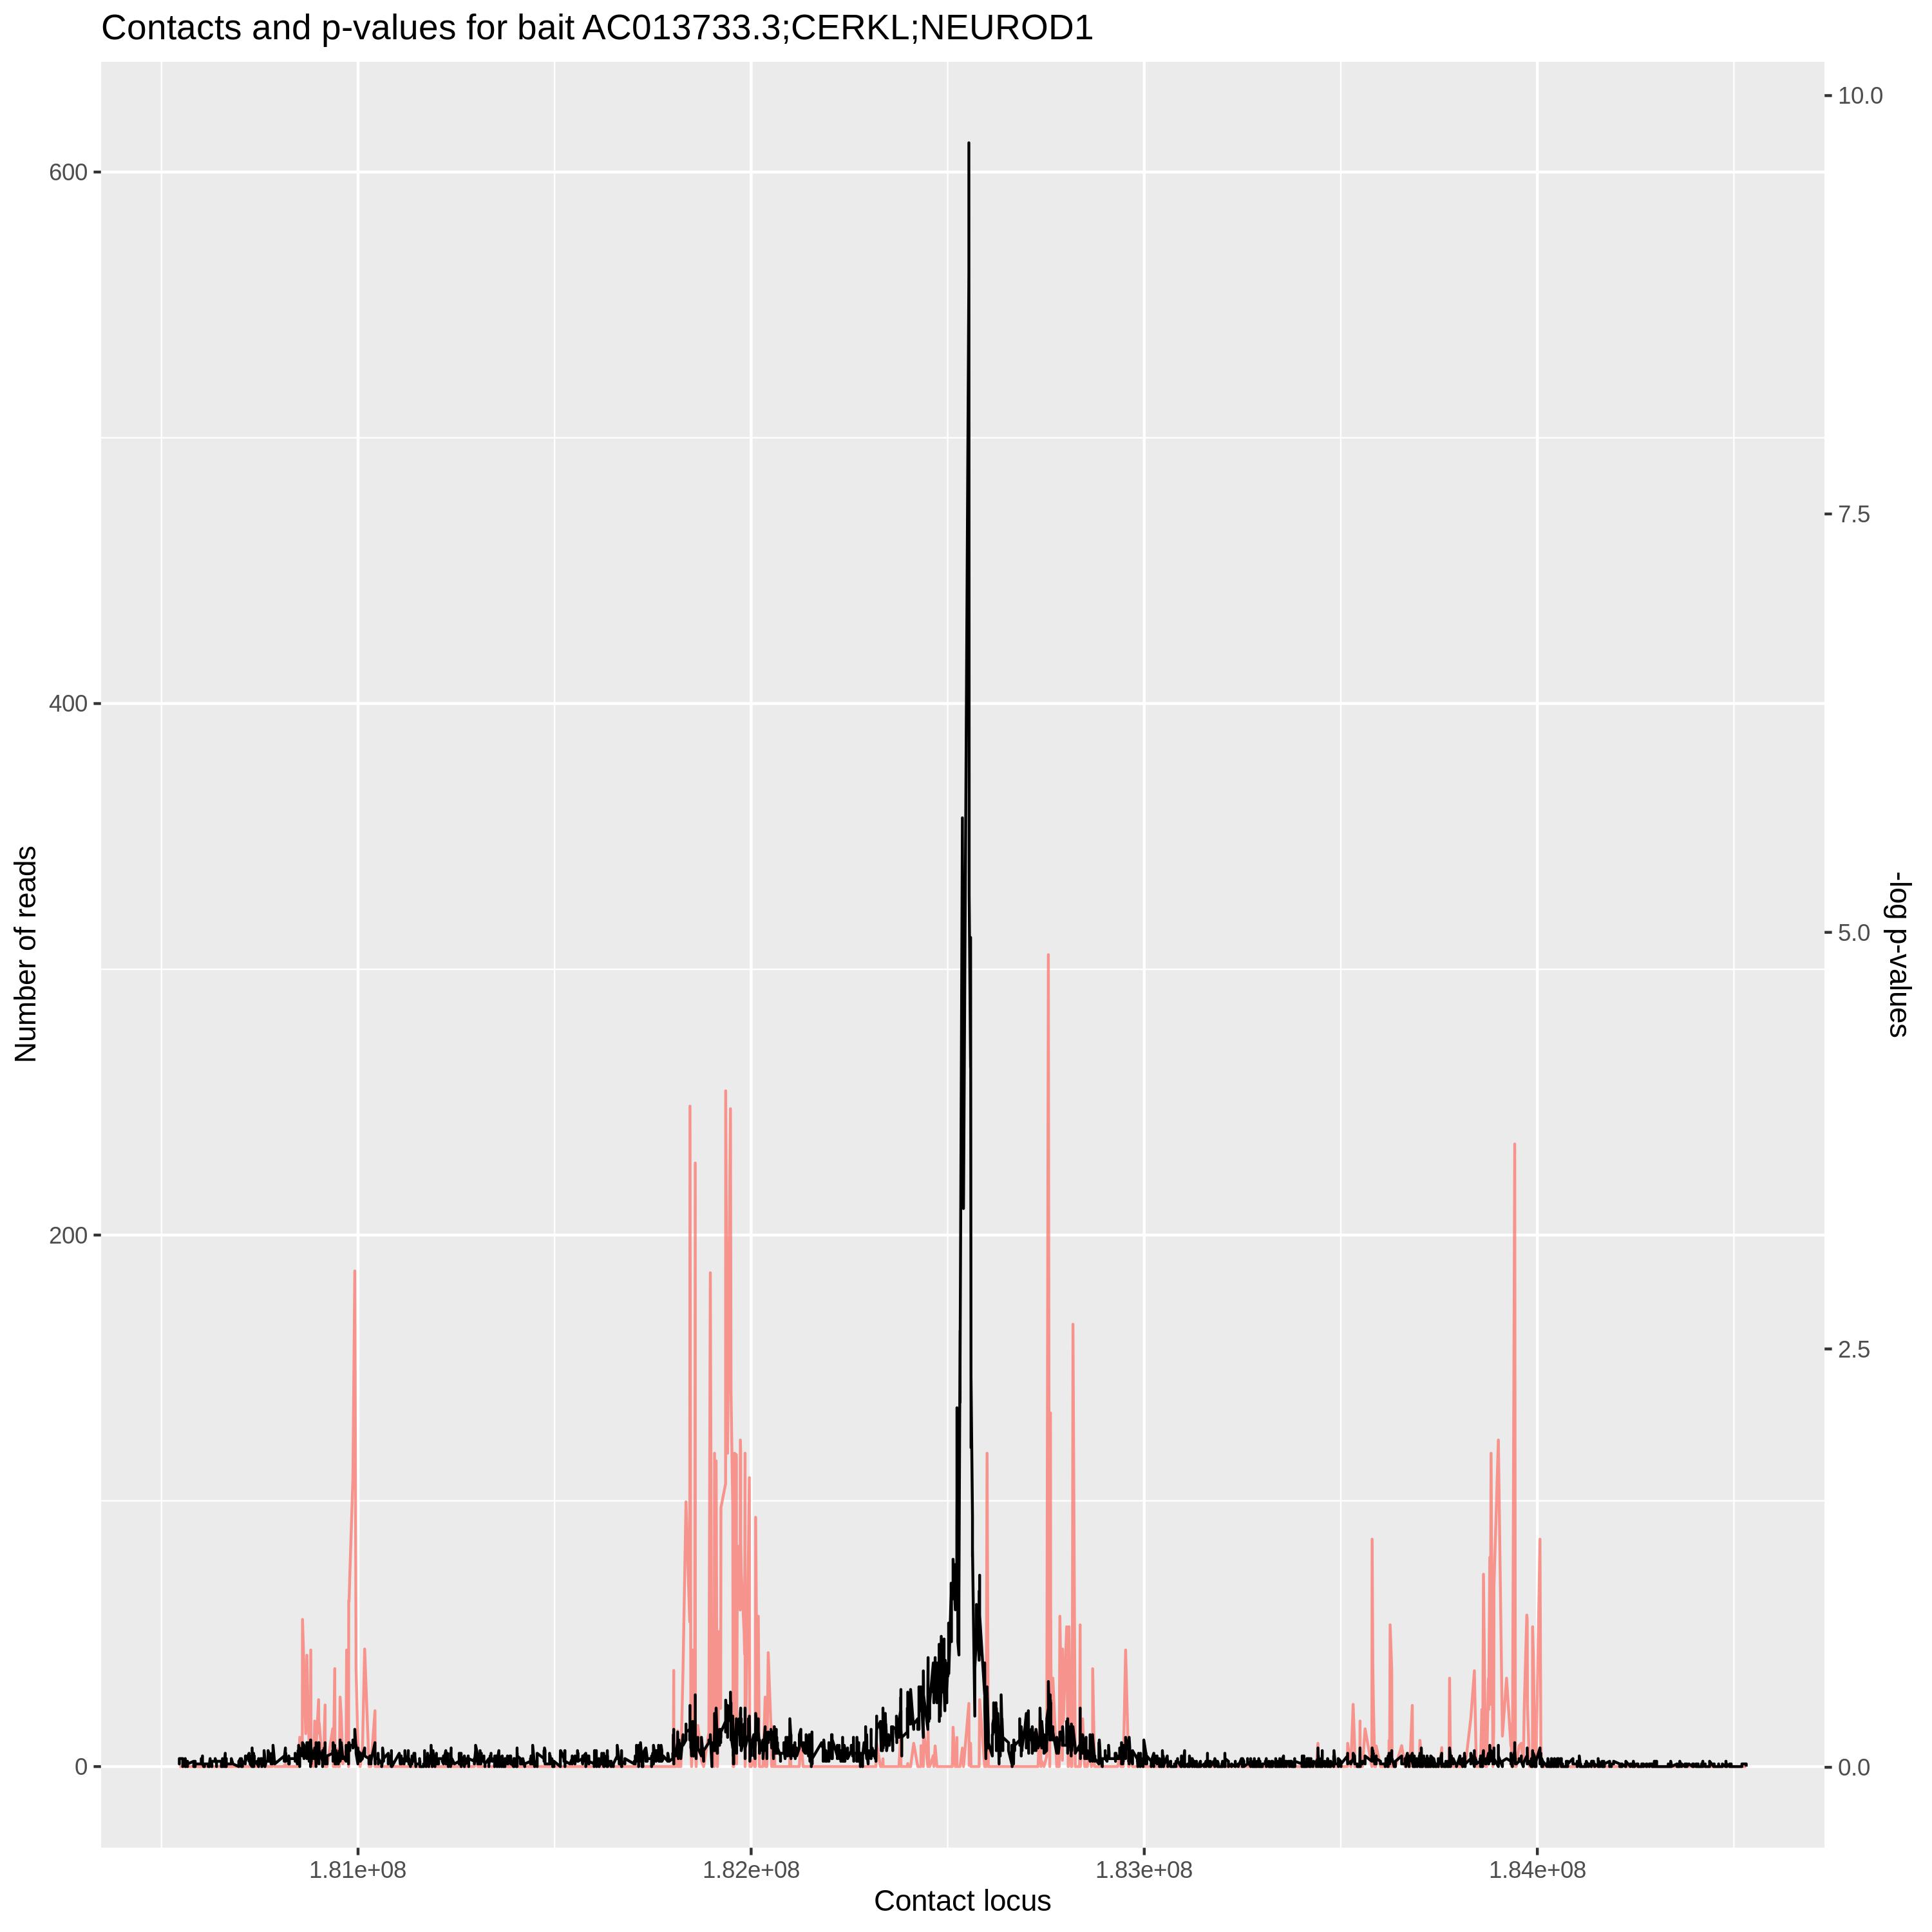 Contacts and p-values for bait AC013733.3;CERKL;NEUROD1
10.0
600
7.5
400
5.0
Number of reads
-log p-values
2.5
200
0
0.0
1.81e+08
1.82e+08
1.83e+08
1.84e+08
Contact locus